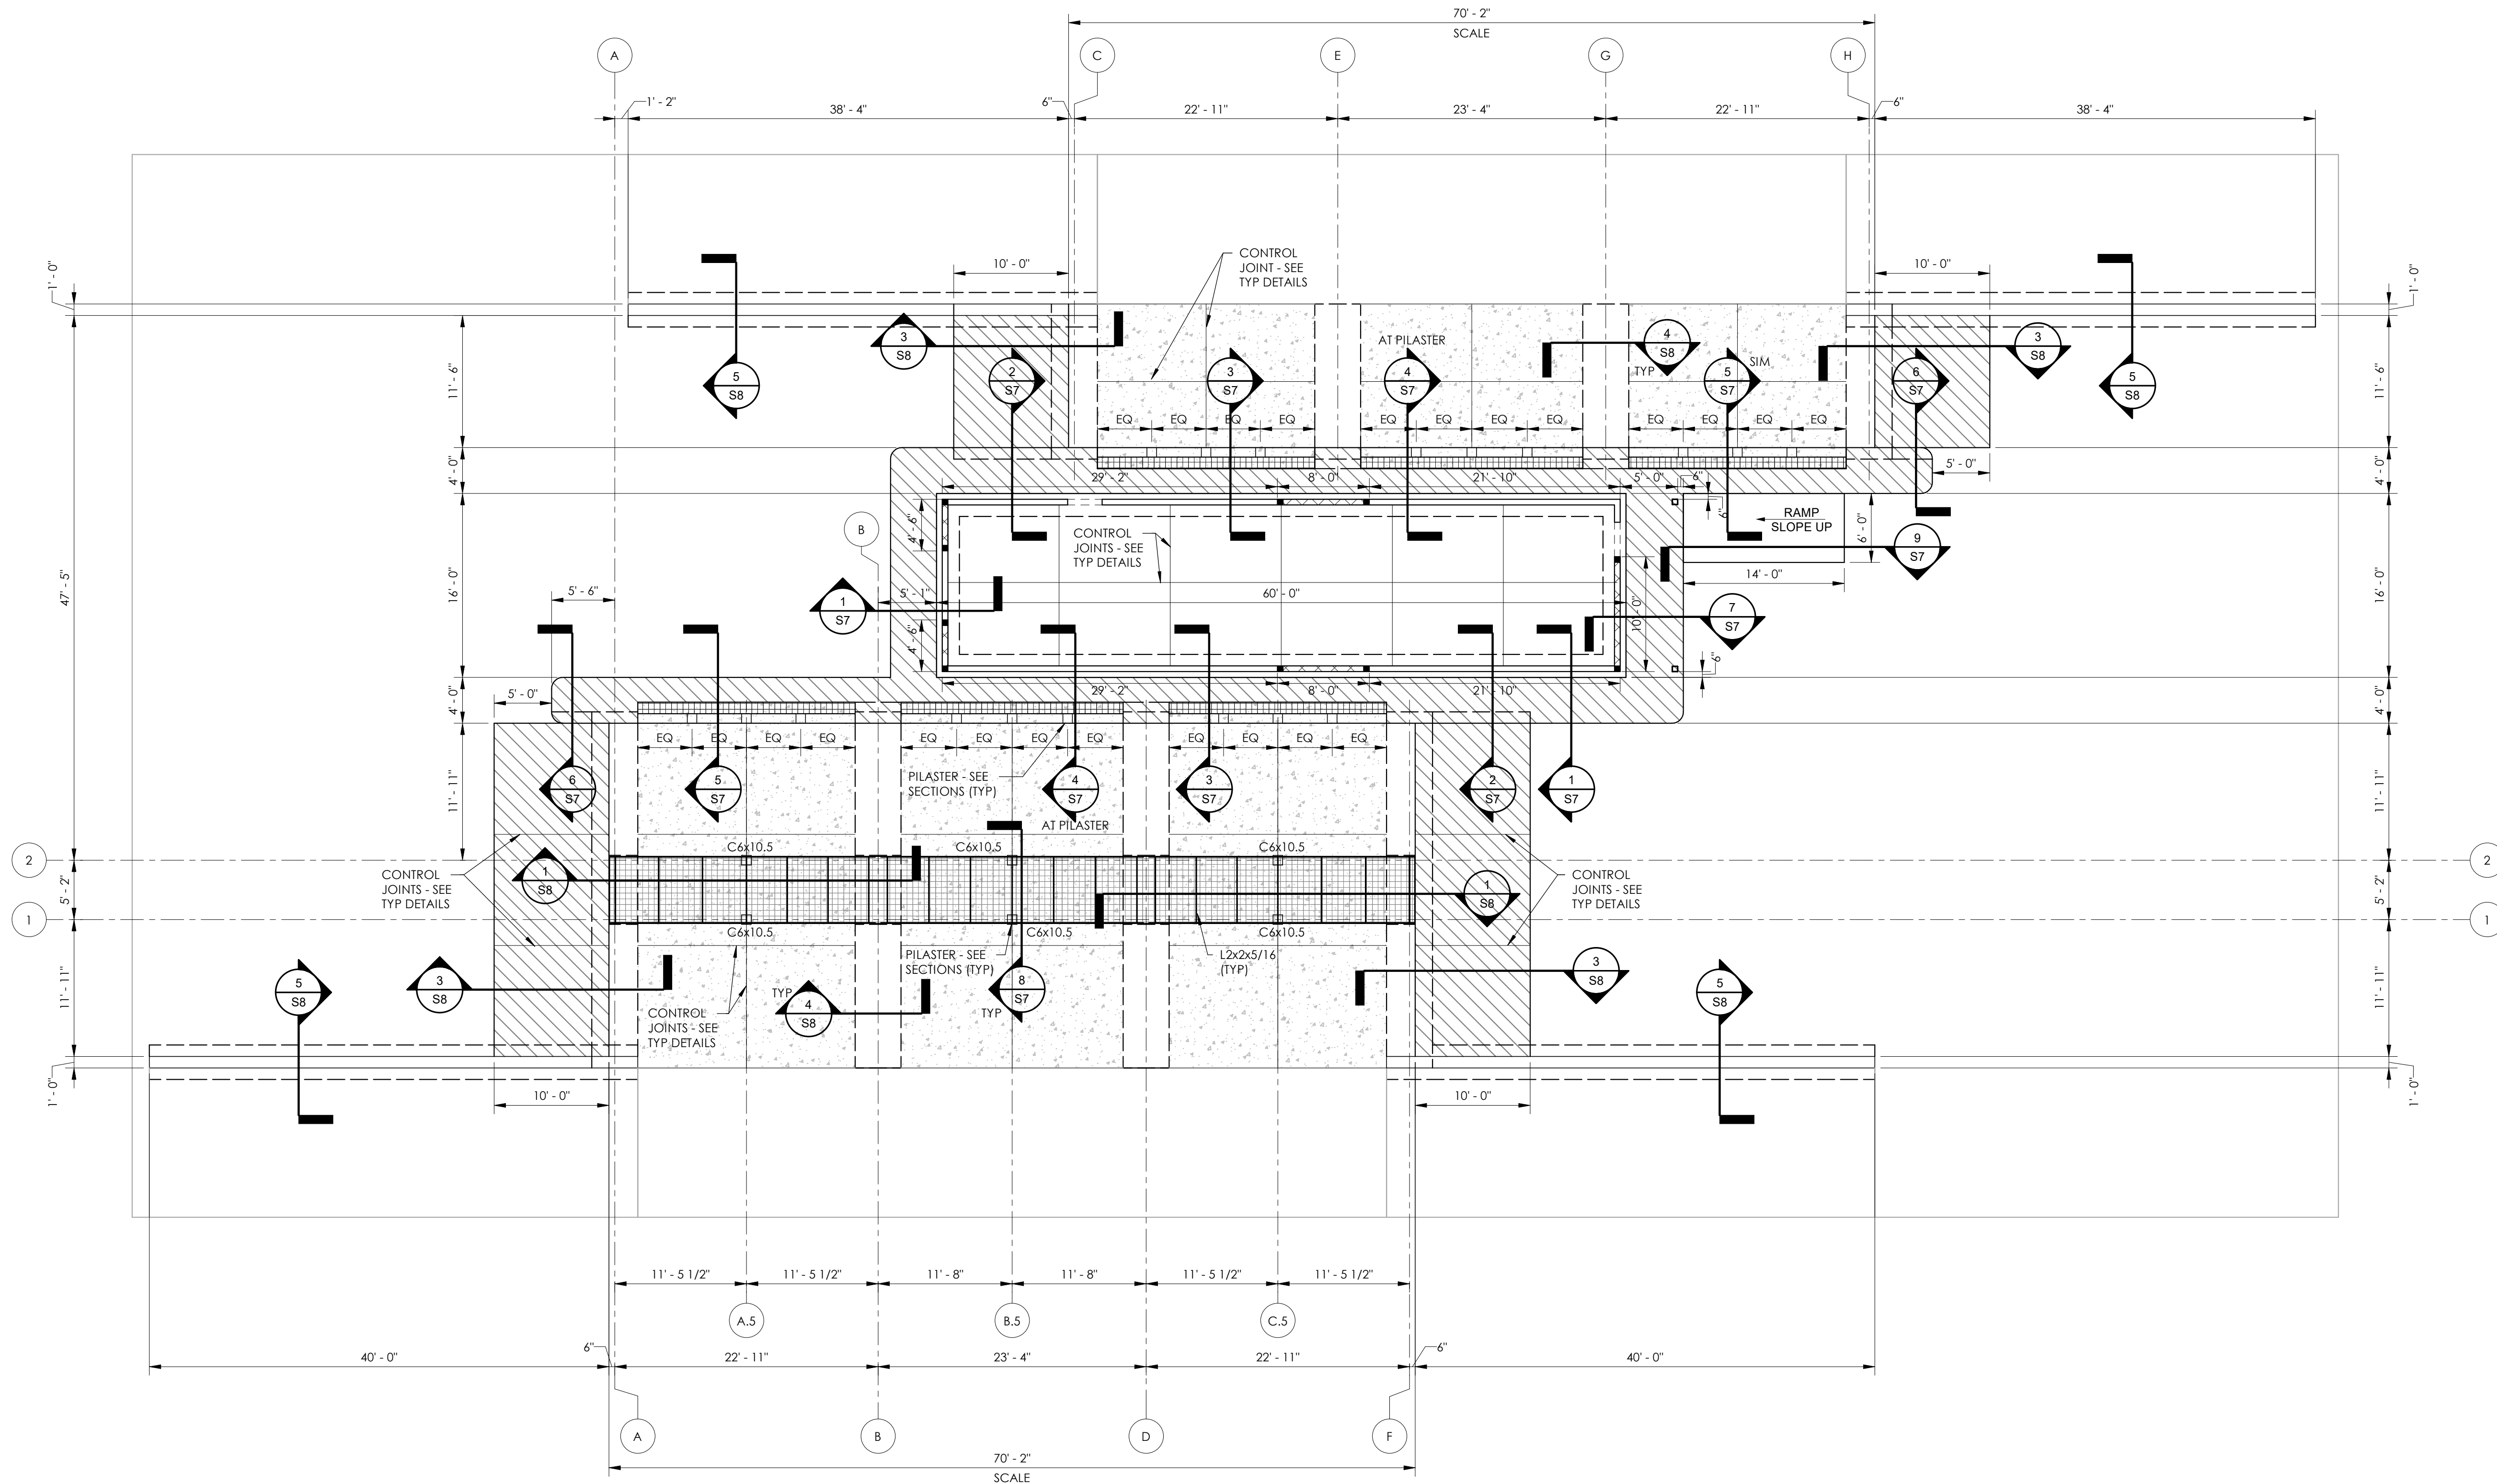 70' - 2"
SCALE
A
C
E
G
H
1' - 2"
38' - 4"
6"
22' - 11"
23' - 4"
22' - 11"
6"
38' - 4"
CONTROL
JOINT - SEE
TYP DETAILS
10' - 0"
10' - 0"
1' - 0"
1' - 0"
3
S8
AT PILASTER
4
S8
TYP
3
S8
5
S8
2
S7
3
S7
4
S7
5
S7
SIM
6
S7
5
S8
11' - 6"
11' - 6"
EQ
EQ
EQ
EQ
EQ
EQ
EQ
EQ
EQ
EQ
EQ
EQ
4' - 0"
29' - 2"
8' - 0"
21' - 10"
5' - 0"
6"
5' - 0"
4' - 0"
6"
RAMP
SLOPE UP
6' - 0"
B
4' - 6"
CONTROL
JOINTS - SEE
TYP DETAILS
9
S7
47' - 5"
16' - 0"
14' - 0"
16' - 0"
5' - 6"
1
S7
5' - 1"
60' - 0"
10' - 0"
7
S7
4' - 6"
6"
29' - 2"
8' - 0"
21' - 10"
4' - 0"
5' - 0"
4' - 0"
EQ
EQ
EQ
EQ
EQ
EQ
EQ
EQ
EQ
EQ
EQ
EQ
11' - 11"
6
S7
5
S7
PILASTER - SEE
SECTIONS (TYP)
4
S7
3
S7
2
S7
1
S7
11' - 11"
AT PILASTER
C6x10.5
C6x10.5
C6x10.5
2
2
CONTROL
JOINTS - SEE
TYP DETAILS
1
S8
1
S8
CONTROL
JOINTS - SEE
TYP DETAILS
5' - 2"
5' - 2"
1
1
C6x10.5
C6x10.5
C6x10.5
PILASTER - SEE
SECTIONS (TYP)
L2x2x5/16
(TYP)
11' - 11"
5
S8
3
S8
CONTROL
JOINTS - SEE
TYP DETAILS
TYP
4
S8
8
S7
TYP
3
S8
5
S8
11' - 11"
1' - 0"
1' - 0"
10' - 0"
10' - 0"
11' - 5 1/2"
11' - 5 1/2"
11' - 8"
11' - 8"
11' - 5 1/2"
11' - 5 1/2"
A.5
B.5
C.5
40' - 0"
6"
22' - 11"
23' - 4"
22' - 11"
6"
40' - 0"
A
B
D
F
70' - 2"
SCALE